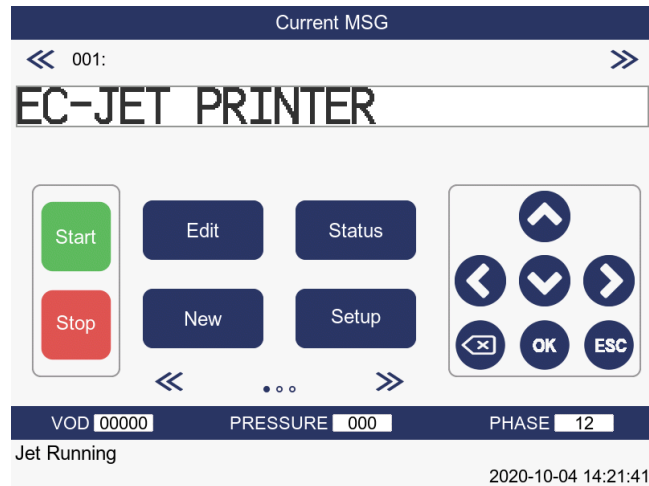 Current MSG
001:
EC-JET PRINTER
Start
Edit
Status
Stop
New
Setup
OK
ESC
VOD 00000 PRESSURE 000 PHASE 12
Jet Running
2020-10-04 14:21:41